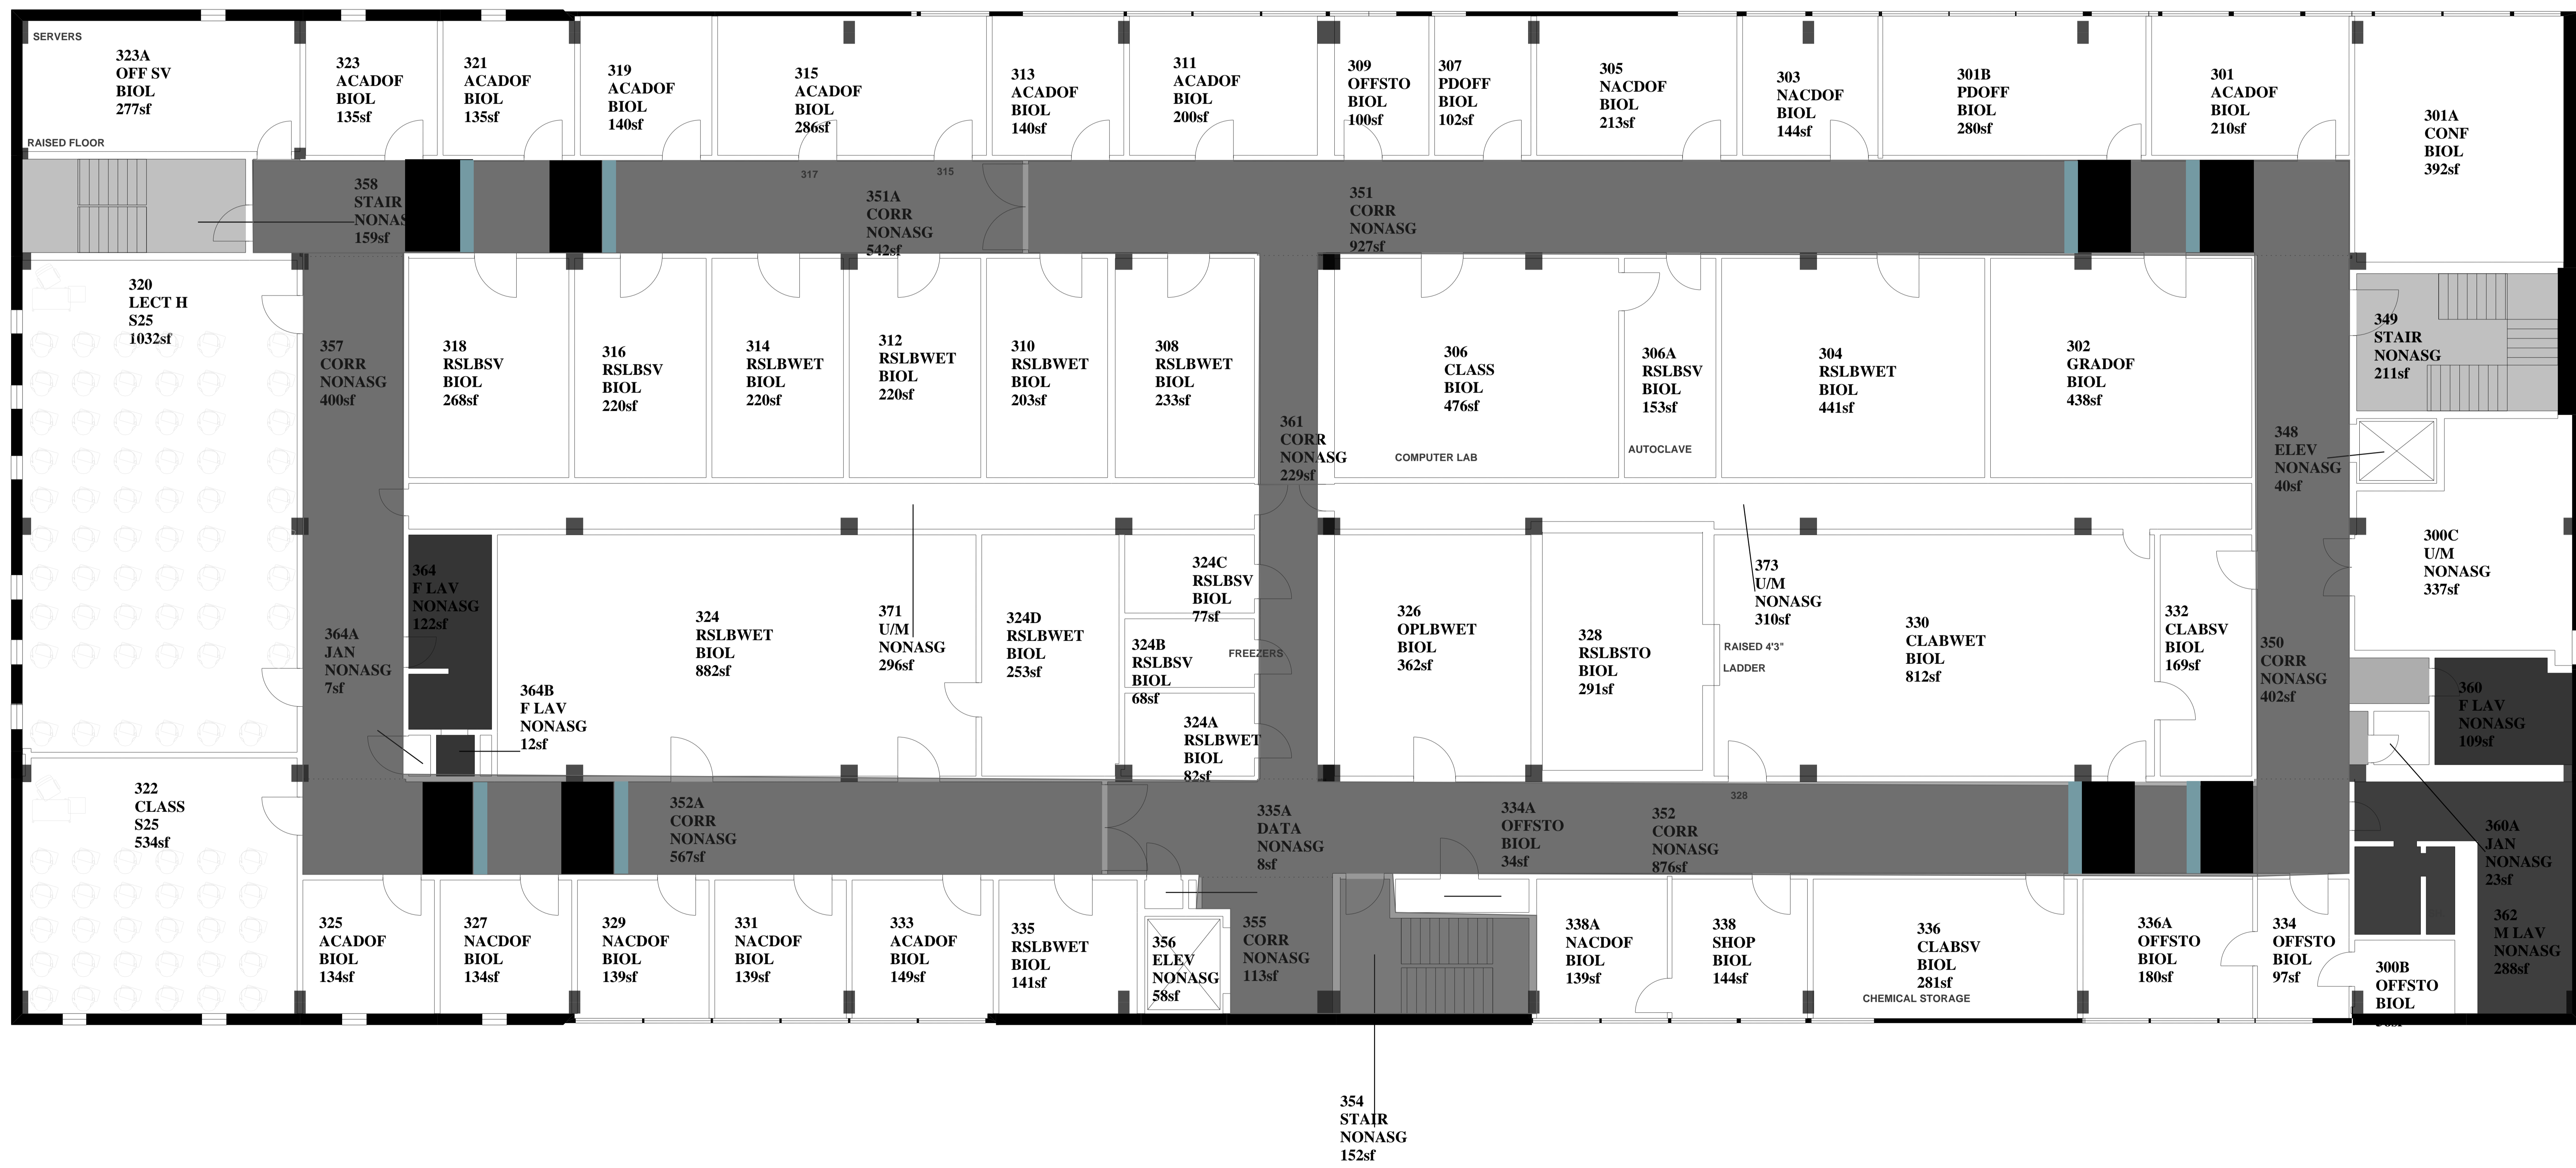 SERVERS
323A
OFF SV
BIOL
277sf
RAISED FLOOR
323
ACADOF
BIOL
135sf
321
ACADOF
BIOL
135sf
319
ACADOF
BIOL
140sf
315
ACADOF
BIOL
286sf
313
ACADOF
BIOL
140sf
311
ACADOF
BIOL
200sf
309
OFFSTO
BIOL
100sf
307
PDOFF
BIOL
102sf
305
NACDOF
BIOL
213sf
303
NACDOF
BIOL
144sf
301B
PDOFF
BIOL
280sf
301
ACADOF
BIOL
210sf
301A
CONF
BIOL
392sf
358
STAIR
NONAS
159sf
317
315
351A
CORR
NONASG
542sf
351
CORR
NONASG
927sf
320
LECT H
S25
1032sf
357
CORR
NONASG
400sf
318
RSLBSV
BIOL
268sf
316
RSLBSV
BIOL
220sf
314
RSLBWET
BIOL
220sf
312
RSLBWET
BIOL
220sf
310
RSLBWET
BIOL
203sf
308
RSLBWET
BIOL
233sf
361
CORR
NONASG
229sf
306
CLASS
BIOL
476sf
COMPUTER LAB
306A
RSLBSV
BIOL
153sf
AUTOCLAVE
304
RSLBWET
BIOL
441sf
302
GRADOF
BIOL
438sf
349
STAIR
NONASG
211sf
348
ELEV
NONASG
40sf
300C
U/M
NONASG
337sf
364
F LAV
NONASG
122sf
364A
JAN
NONASG
7sf
364B
F LAV
NONASG
12sf
324
RSLBWET
BIOL
882sf
371
U/M
NONASG
296sf
324D
RSLBWET
BIOL
253sf
324C
RSLBSV
BIOL
77sf
324B
RSLBSV
BIOL
68sf
FREEZERS
324A
RSLBWET
BIOL
82sf
326
OPLBWET
BIOL
362sf
328
RSLBSTO
BIOL
291sf
373
U/M
NONASG
310sf
RAISED 4'3"
LADDER
330
CLABWET
BIOL
812sf
332
CLABSV
BIOL
169sf
350
CORR
NONASG
402sf
360
F LAV
NONASG
109sf
322
CLASS
S25
534sf
352A
CORR
NONASG
567sf
335A
DATA
NONASG
8sf
334A
OFFSTO
BIOL
34sf
352
CORR
NONASG
876sf
328
360A
JAN
NONASG
23sf
325
ACADOF
BIOL
134sf
327
NACDOF
BIOL
134sf
329
NACDOF
BIOL
139sf
331
NACDOF
BIOL
139sf
333
ACADOF
BIOL
149sf
335
RSLBWET
BIOL
141sf
356
ELEV
NONASG
58sf
355
CORR
NONASG
113sf
338A
NACDOF
BIOL
139sf
338
SHOP
BIOL
144sf
336
CLABSV
BIOL
281sf
CHEMICAL STORAGE
336A
OFFSTO
BIOL
180sf
334
OFFSTO
BIOL
97sf
300B
OFFSTO
BIOL
362
M LAV
NONASG
288sf
354
STAIR
NONASG
152sf